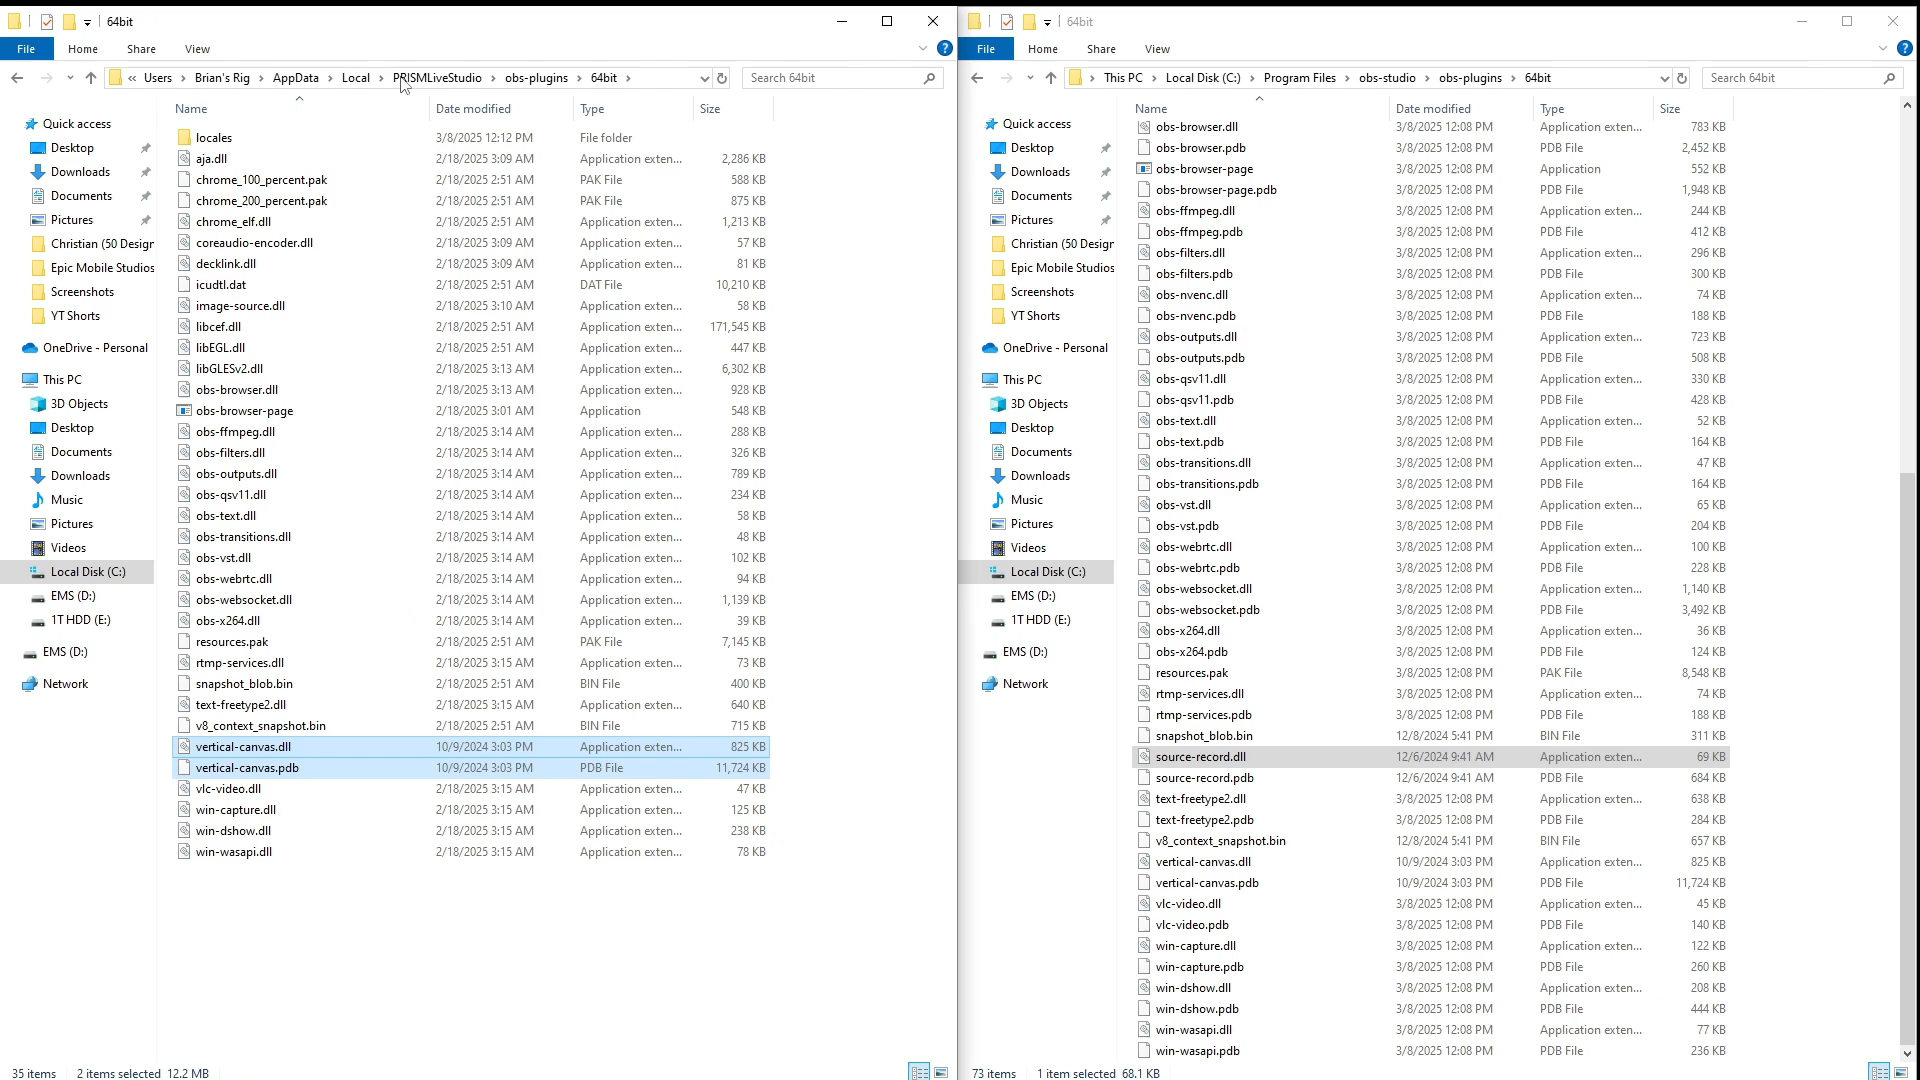 64bit
File Home Share View
« Users > Brian's Rig > AppData > Local > PRISMLiveStudio > obs-plugins > 64bit >
Search 64bit
Quick access
Desktop
Downloads
Documents
Pictures
Christian (50 Design
Epic Mobile Studios
Screenshots
YT Shorts
OneDrive - Personal
This PC
3D Objects
Desktop
Documents
Downloads
Music
Pictures
Videos
Local Disk (C:)
EMS (D:)
1T HDD (E:)
EMS (D:)
Network
Name Date modified Type Size
locales 3/8/2025 12:12 PM File folder
aja.dll 2/18/2025 3:09 AM Application exten... 2,286 KB
chrome_100_percent.pak 2/18/2025 2:51 AM PAK File 588 KB
chrome_200_percent.pak 2/18/2025 2:51 AM PAK File 875 KB
chrome_elf.dll 2/18/2025 2:51 AM Application exten... 1,213 KB
coreaudio-encoder.dll 2/18/2025 3:09 AM Application exten... 57 KB
decklink.dll 2/18/2025 3:09 AM Application exten... 81 KB
icudtl.dat 2/18/2025 2:51 AM DAT File 10,210 KB
image-source.dll 2/18/2025 3:10 AM Application exten... 58 KB
libcef.dll 2/18/2025 2:51 AM Application exten... 171,545 KB
libEGL.dll 2/18/2025 2:51 AM Application exten... 447 KB
libGLESv2.dll 2/18/2025 3:13 AM Application exten... 6,302 KB
obs-browser.dll 2/18/2025 3:13 AM Application exten... 928 KB
obs-browser-page 2/18/2025 3:01 AM Application 548 KB
obs-ffmpeg.dll 2/18/2025 3:14 AM Application exten... 288 KB
obs-filters.dll 2/18/2025 3:14 AM Application exten... 326 KB
obs-outputs.dll 2/18/2025 3:14 AM Application exten... 789 KB
obs-qsv11.dll 2/18/2025 3:14 AM Application exten... 234 KB
obs-text.dll 2/18/2025 3:14 AM Application exten... 58 KB
obs-transitions.dll 2/18/2025 3:14 AM Application exten... 48 KB
obs-vst.dll 2/18/2025 3:14 AM Application exten... 102 KB
obs-webrtc.dll 2/18/2025 3:14 AM Application exten... 94 KB
obs-websocket.dll 2/18/2025 3:14 AM Application exten... 1,139 KB
obs-x264.dll 2/18/2025 3:14 AM Application exten... 39 KB
resources.pak 2/18/2025 2:51 AM PAK File 7,145 KB
rtmp-services.dll 2/18/2025 3:15 AM Application exten... 73 KB
snapshot_blob.bin 2/18/2025 2:51 AM BIN File 400 KB
text-freetype2.dll 2/18/2025 3:15 AM Application exten... 640 KB
v8_context_snapshot.bin 2/18/2025 2:51 AM BIN File 715 KB
vertical-canvas.dll 10/9/2024 3:03 PM Application exten... 825 KB
vertical-canvas.pdb 10/9/2024 3:03 PM PDB File 11,724 KB
vlc-video.dll 2/18/2025 3:15 AM Application exten... 47 KB
win-capture.dll 2/18/2025 3:15 AM Application exten... 125 KB
win-dshow.dll 2/18/2025 3:15 AM Application exten... 238 KB
win-wasapi.dll 2/18/2025 3:15 AM Application exten... 78 KB
35 items 2 items selected 12.2 MB
64bit
File Home Share View
> This PC > Local Disk (C:) > Program Files > obs-studio > obs-plugins > 64bit
Search 64bit
Quick access
Desktop
Downloads
Documents
Pictures
Christian (50 Design
Epic Mobile Studios
Screenshots
YT Shorts
OneDrive - Personal
This PC
3D Objects
Desktop
Documents
Downloads
Music
Pictures
Videos
Local Disk (C:)
EMS (D:)
1T HDD (E:)
EMS (D:)
Network
Name Date modified Type Size
obs-browser.dll 3/8/2025 12:08 PM Application exten... 783 KB
obs-browser.pdb 3/8/2025 12:08 PM PDB File 2,452 KB
obs-browser-page 3/8/2025 12:08 PM Application 552 KB
obs-browser-page.pdb 3/8/2025 12:08 PM PDB File 1,948 KB
obs-ffmpeg.dll 3/8/2025 12:08 PM Application exten... 244 KB
obs-ffmpeg.pdb 3/8/2025 12:08 PM PDB File 412 KB
obs-filters.dll 3/8/2025 12:08 PM Application exten... 296 KB
obs-filters.pdb 3/8/2025 12:08 PM PDB File 300 KB
obs-nvenc.dll 3/8/2025 12:08 PM Application exten... 74 KB
obs-nvenc.pdb 3/8/2025 12:08 PM PDB File 188 KB
obs-outputs.dll 3/8/2025 12:08 PM Application exten... 723 KB
obs-outputs.pdb 3/8/2025 12:08 PM PDB File 508 KB
obs-qsv11.dll 3/8/2025 12:08 PM Application exten... 330 KB
obs-qsv11.pdb 3/8/2025 12:08 PM PDB File 428 KB
obs-text.dll 3/8/2025 12:08 PM Application exten... 52 KB
obs-text.pdb 3/8/2025 12:08 PM PDB File 164 KB
obs-transitions.dll 3/8/2025 12:08 PM Application exten... 47 KB
obs-transitions.pdb 3/8/2025 12:08 PM PDB File 164 KB
obs-vst.dll 3/8/2025 12:08 PM Application exten... 65 KB
obs-vst.pdb 3/8/2025 12:08 PM PDB File 204 KB
obs-webrtc.dll 3/8/2025 12:08 PM Application exten... 100 KB
obs-webrtc.pdb 3/8/2025 12:08 PM PDB File 228 KB
obs-websocket.dll 3/8/2025 12:08 PM Application exten... 1,140 KB
obs-websocket.pdb 3/8/2025 12:08 PM PDB File 3,492 KB
obs-x264.dll 3/8/2025 12:08 PM Application exten... 36 KB
obs-x264.pdb 3/8/2025 12:08 PM PDB File 124 KB
resources.pak 3/8/2025 12:08 PM PAK File 8,548 KB
rtmp-services.dll 3/8/2025 12:08 PM Application exten... 74 KB
rtmp-services.pdb 3/8/2025 12:08 PM PDB File 188 KB
snapshot_blob.bin 12/8/2024 5:41 PM BIN File 311 KB
source-record.dll 12/6/2024 9:41 AM Application exten... 69 KB
source-record.pdb 12/6/2024 9:41 AM PDB File 684 KB
text-freetype2.dll 3/8/2025 12:08 PM Application exten... 638 KB
text-freetype2.pdb 3/8/2025 12:08 PM PDB File 284 KB
v8_context_snapshot.bin 12/8/2024 5:41 PM BIN File 657 KB
vertical-canvas.dll 10/9/2024 3:03 PM Application exten... 825 KB
vertical-canvas.pdb 10/9/2024 3:03 PM PDB File 11,724 KB
vlc-video.dll 3/8/2025 12:08 PM Application exten... 45 KB
vlc-video.pdb 3/8/2025 12:08 PM PDB File 140 KB
win-capture.dll 3/8/2025 12:08 PM Application exten... 122 KB
win-capture.pdb 3/8/2025 12:08 PM PDB File 260 KB
win-dshow.dll 3/8/2025 12:08 PM Application exten... 208 KB
win-dshow.pdb 3/8/2025 12:08 PM PDB File 444 KB
win-wasapi.dll 3/8/2025 12:08 PM Application exten... 77 KB
win-wasapi.pdb 3/8/2025 12:08 PM PDB File 236 KB
73 items 1 item selected 68.1 KB